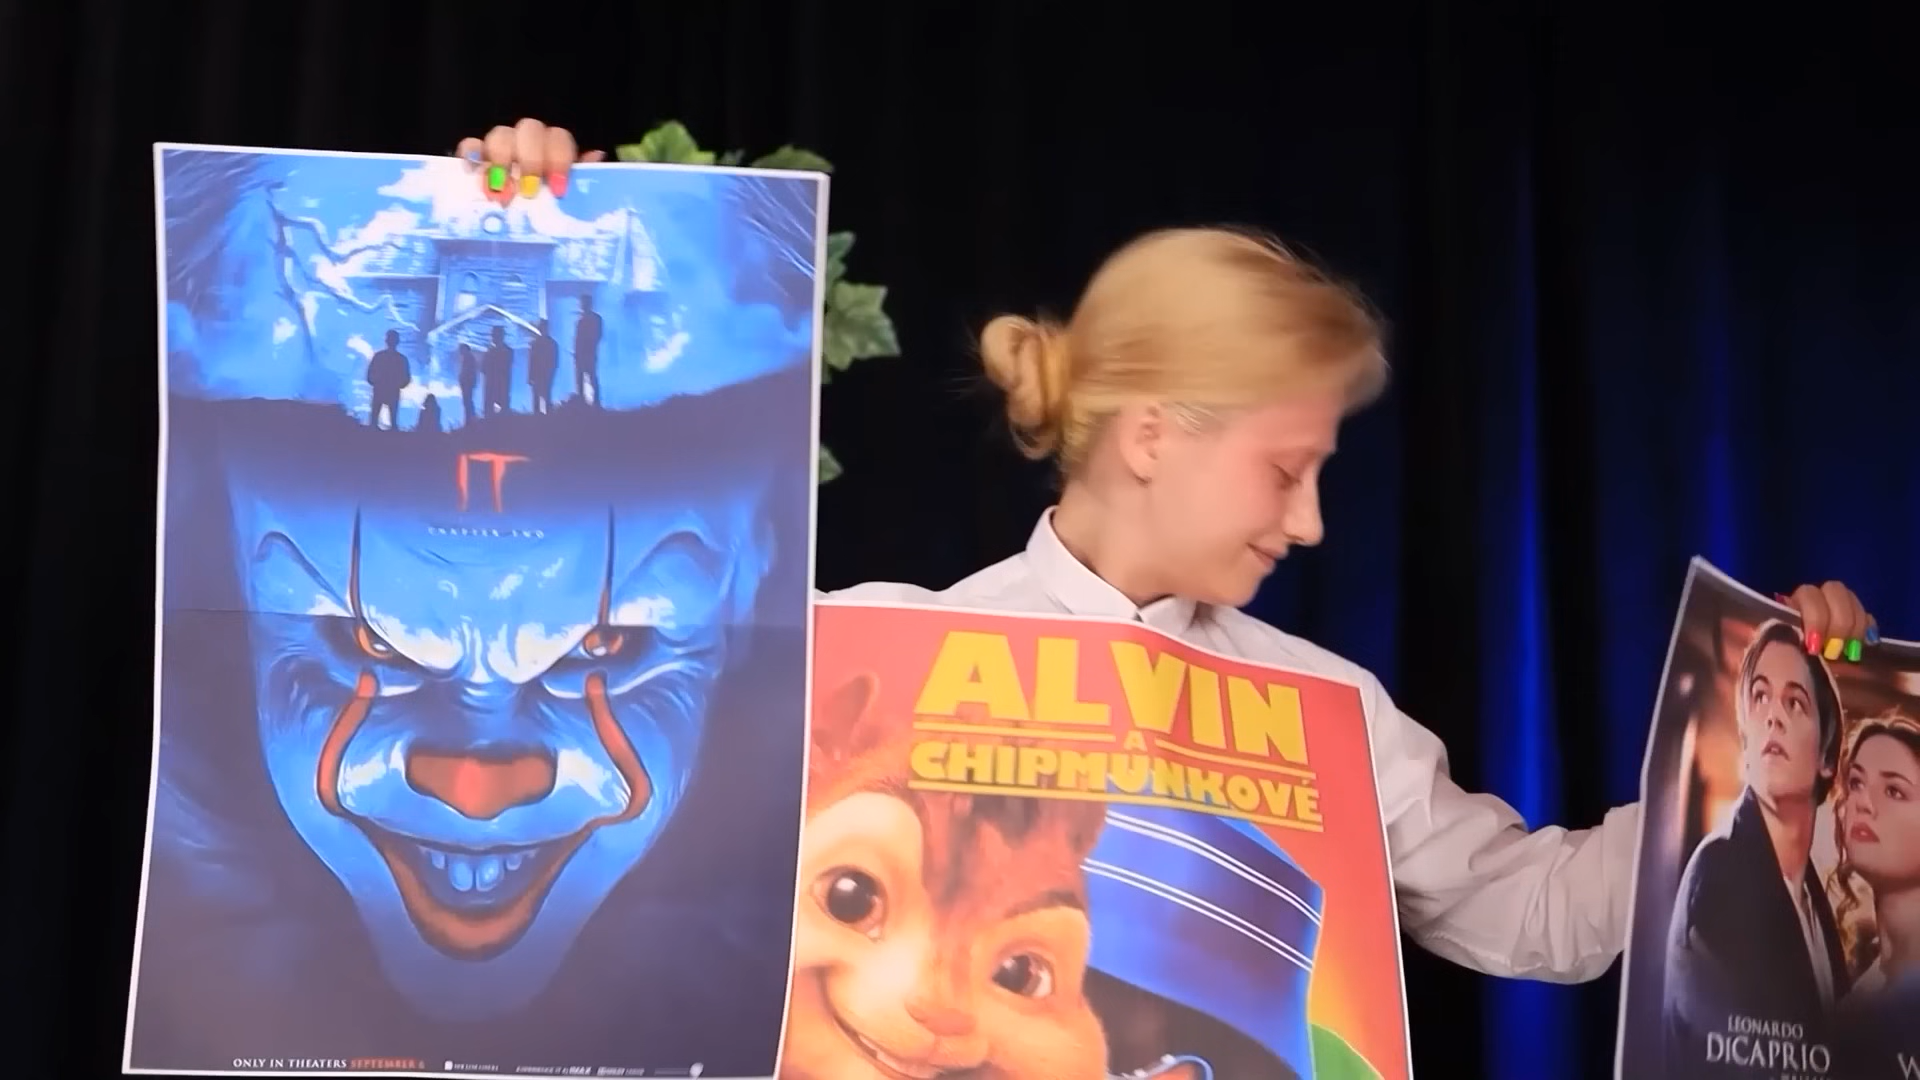 IT
CHAPTER TWO
ONLY IN THEATERS SEPTEMBER 6
ALVIN
A
CHIPMUNKOVÉ
LEONARDO
DICAPRIO
W